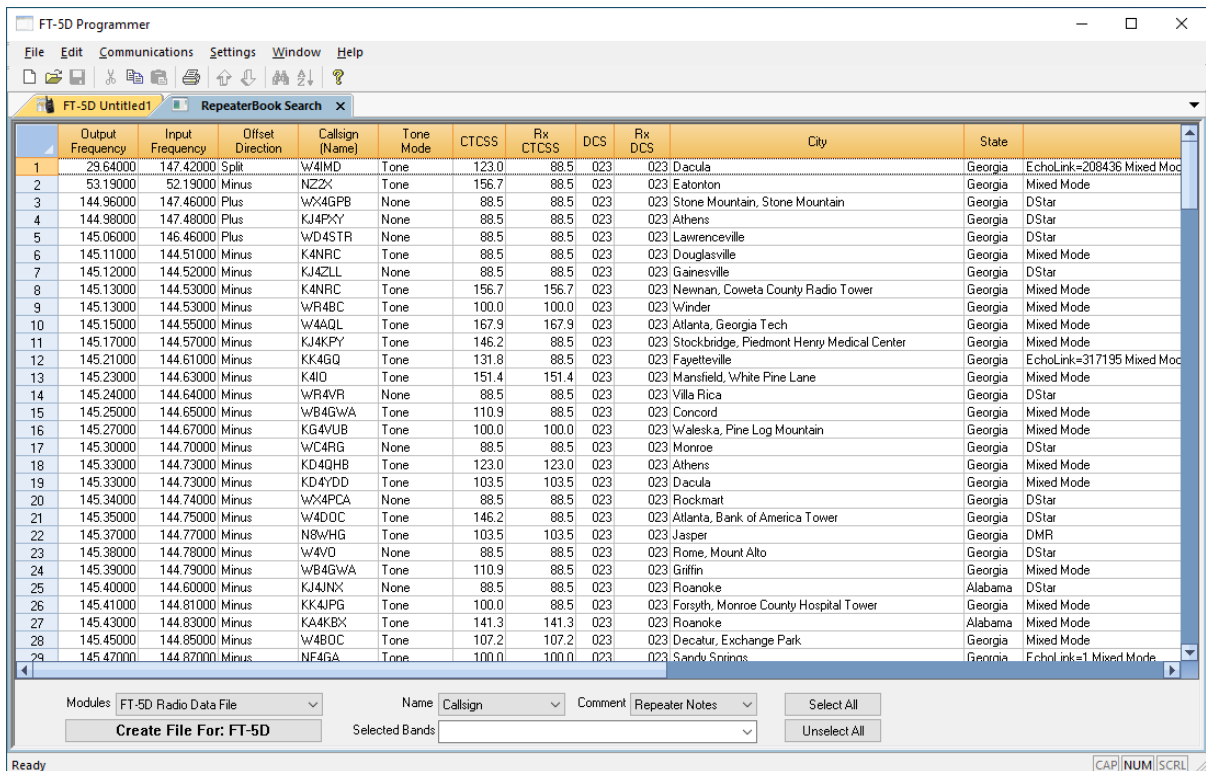 FT-5D Programmer
File Edit Communications Settings Window Help
FT-5D Untitled1 RepeaterBook Search X
Output Frequency Input Frequency Offset Direction Callsign (Name) Tone Mode CTCSS Rx CTCSS DCS Rx DCS City State
1 29.64000 147.42000 Split W4IMD Tone 123.0 88.5 023 023 Dacula Georgia EchoLink=208436 Mixed Mod
2 53.19000 52.19000 Minus NZ2X Tone 156.7 88.5 023 023 Eatonton Georgia Mixed Mode
3 144.96000 147.46000 Plus WX4GPB None 88.5 88.5 023 023 Stone Mountain, Stone Mountain Georgia DStar
4 144.98000 147.48000 Plus KJ4PXY None 88.5 88.5 023 023 Athens Georgia DStar
5 145.06000 146.46000 Plus WD4STR None 88.5 88.5 023 023 Lawrenceville Georgia DStar
6 145.11000 144.51000 Minus K4NRC Tone 88.5 88.5 023 023 Douglasville Georgia Mixed Mode
7 145.12000 144.52000 Minus KJ4ZLL None 88.5 88.5 023 023 Gainesville Georgia DStar
8 145.13000 144.53000 Minus K4NRC Tone 156.7 156.7 023 023 Newnan, Coweta County Radio Tower Georgia Mixed Mode
9 145.13000 144.53000 Minus WR4BC Tone 100.0 100.0 023 023 Winder Georgia Mixed Mode
10 145.15000 144.55000 Minus W4AQL Tone 167.9 167.9 023 023 Atlanta, Georgia Tech Georgia Mixed Mode
11 145.17000 144.57000 Minus KJ4KPY Tone 146.2 88.5 023 023 Stockbridge, Piedmont Henry Medical Center Georgia Mixed Mode
12 145.21000 144.61000 Minus KK4GQ Tone 131.8 88.5 023 023 Fayetteville Georgia EchoLink=317195 Mixed Mod
13 145.23000 144.63000 Minus K4IO Tone 151.4 151.4 023 023 Mansfield, White Pine Lane Georgia Mixed Mode
14 145.24000 144.64000 Minus WR4VR None 88.5 88.5 023 023 Villa Rica Georgia DStar
15 145.25000 144.65000 Minus WB4GWA Tone 110.9 88.5 023 023 Concord Georgia Mixed Mode
16 145.27000 144.67000 Minus KG4VUB Tone 100.0 100.0 023 023 Waleska, Pine Log Mountain Georgia Mixed Mode
17 145.30000 144.70000 Minus WC4RG None 88.5 88.5 023 023 Monroe Georgia DStar
18 145.33000 144.73000 Minus KD4QHB Tone 123.0 123.0 023 023 Athens Georgia Mixed Mode
19 145.33000 144.73000 Minus KD4YDD Tone 103.5 103.5 023 023 Dacula Georgia Mixed Mode
20 145.34000 144.74000 Minus WX4PCA None 88.5 88.5 023 023 Rockmart Georgia DStar
21 145.35000 144.75000 Minus W4DOC Tone 146.2 88.5 023 023 Atlanta, Bank of America Tower Georgia DStar
22 145.37000 144.77000 Minus N8WHG Tone 103.5 103.5 023 023 Jasper Georgia DMR
23 145.38000 144.78000 Minus W4VO None 88.5 88.5 023 023 Rome, Mount Alto Georgia DStar
24 145.39000 144.79000 Minus WB4GWA Tone 110.9 88.5 023 023 Griffin Georgia Mixed Mode
25 145.40000 144.60000 Minus KJ4JNX None 88.5 88.5 023 023 Roanoke Alabama DStar
26 145.41000 144.81000 Minus KK4JPG Tone 100.0 88.5 023 023 Forsyth, Monroe County Hospital Tower Georgia Mixed Mode
27 145.43000 144.83000 Minus KA4KBX Tone 141.3 141.3 023 023 Roanoke Alabama Mixed Mode
28 145.45000 144.85000 Minus W4BOC Tone 107.2 107.2 023 023 Decatur, Exchange Park Georgia Mixed Mode
29 145.47000 144.87000 Minus NF4GA Tone 100.0 100.0 023 023 Sandy Springs Georgia EchoLink=1 Mixed Mode
Modules FT-5D Radio Data File Name Callsign Comment Repeater Notes Select All
Create File For: FT-5D Selected Bands Unselect All
Ready CAP NUM SCRL